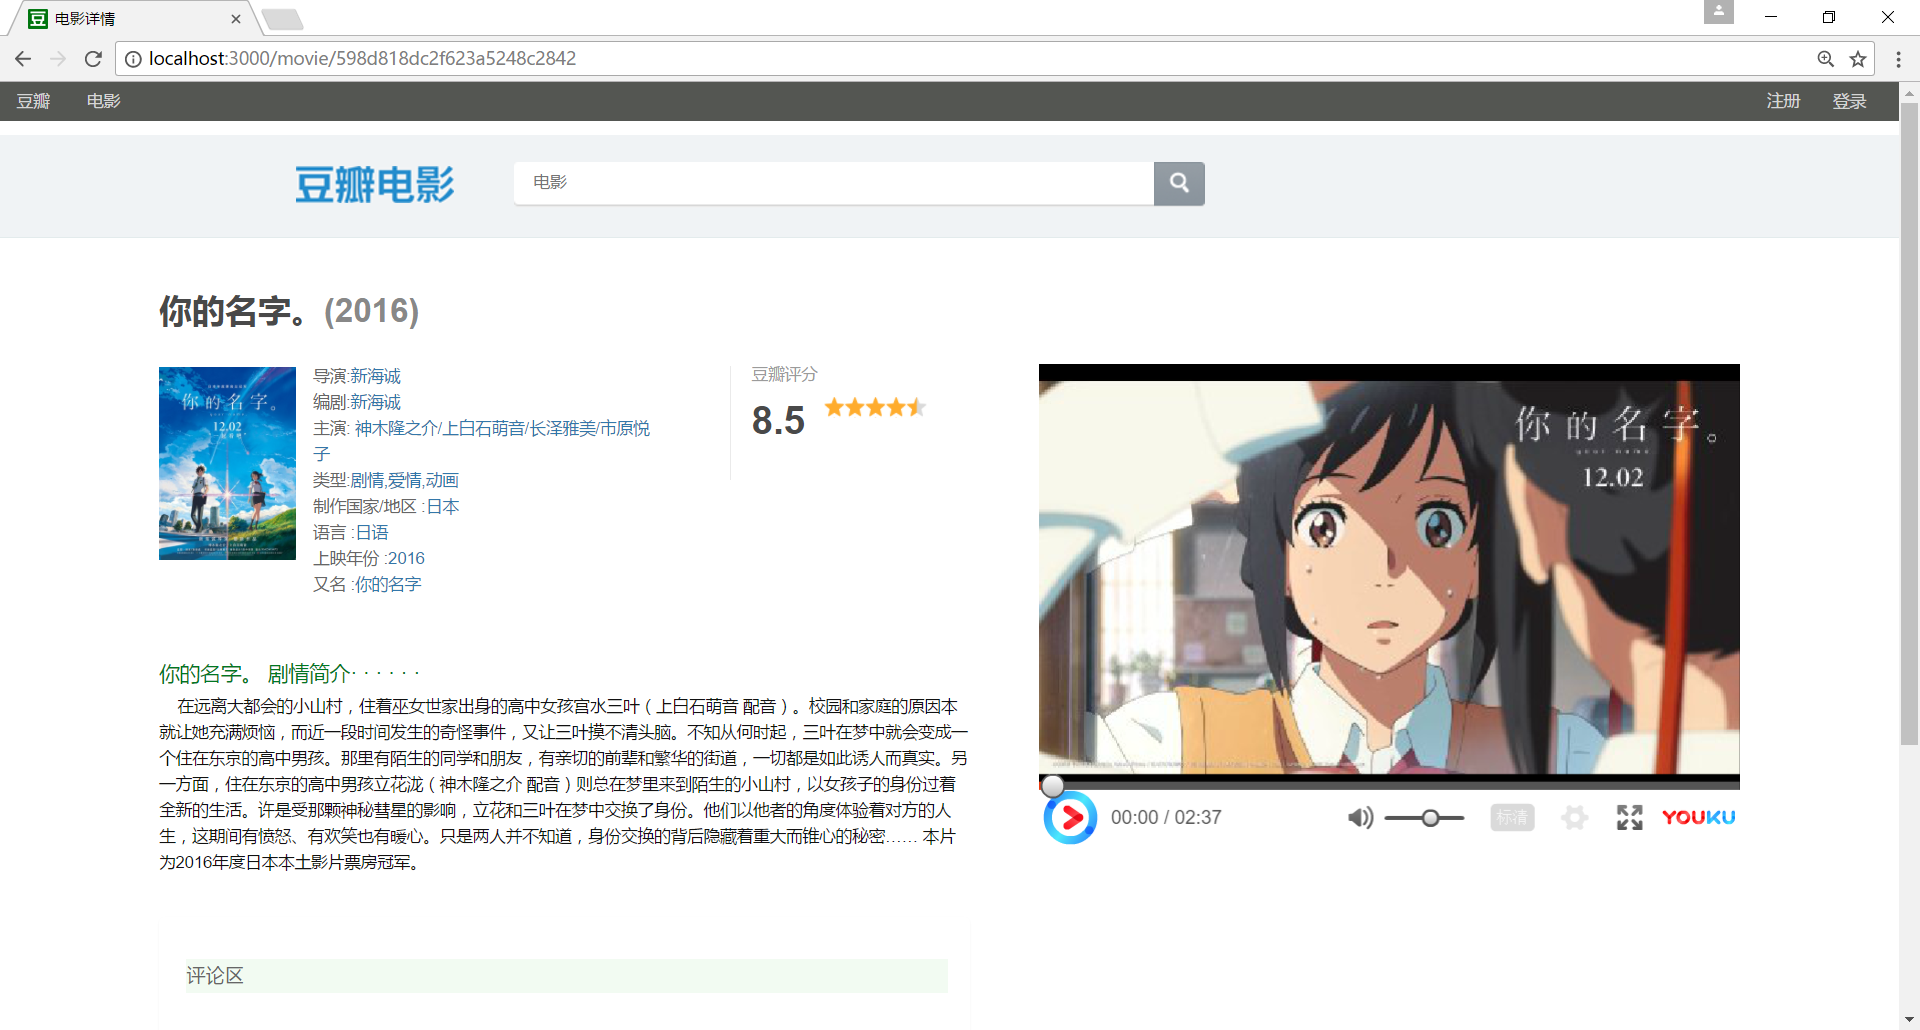 豆 电影详情
localhost:3000/movie/598d818dc2f623a5248c2842
豆瓣 电影 注册 登录
豆瓣电影 电影
你的名字。(2016)
你的名字。
12.02
导演:新海诚
编剧:新海诚
主演: 神木隆之介/上白石萌音/长泽雅美/市原悦
子
类型:剧情,爱情,动画
制作国家/地区 :日本
语言 :日语
上映年份 :2016
又名 :你的名字
豆瓣评分
8.5
你的名字。
your name
12.02
00:00 / 02:37 标清 YOUKU
你的名字。 剧情简介· · · · · ·
在远离大都会的小山村，住着巫女世家出身的高中女孩宫水三叶（上白石萌音 配音）。校园和家庭的原因本
就让她充满烦恼，而近一段时间发生的奇怪事件，又让三叶摸不清头脑。不知从何时起，三叶在梦中就会变成一
个住在东京的高中男孩。那里有陌生的同学和朋友，有亲切的前辈和繁华的街道，一切都是如此诱人而真实。另
一方面，住在东京的高中男孩立花泷（神木隆之介 配音）则总在梦里来到陌生的小山村，以女孩子的身份过着
全新的生活。许是受那颗神秘彗星的影响，立花和三叶在梦中交换了身份。他们以他者的角度体验着对方的人
生，这期间有愤怒、有欢笑也有暖心。只是两人并不知道，身份交换的背后隐藏着重大而锥心的秘密…… 本片
为2016年度日本本土影片票房冠军。
评论区